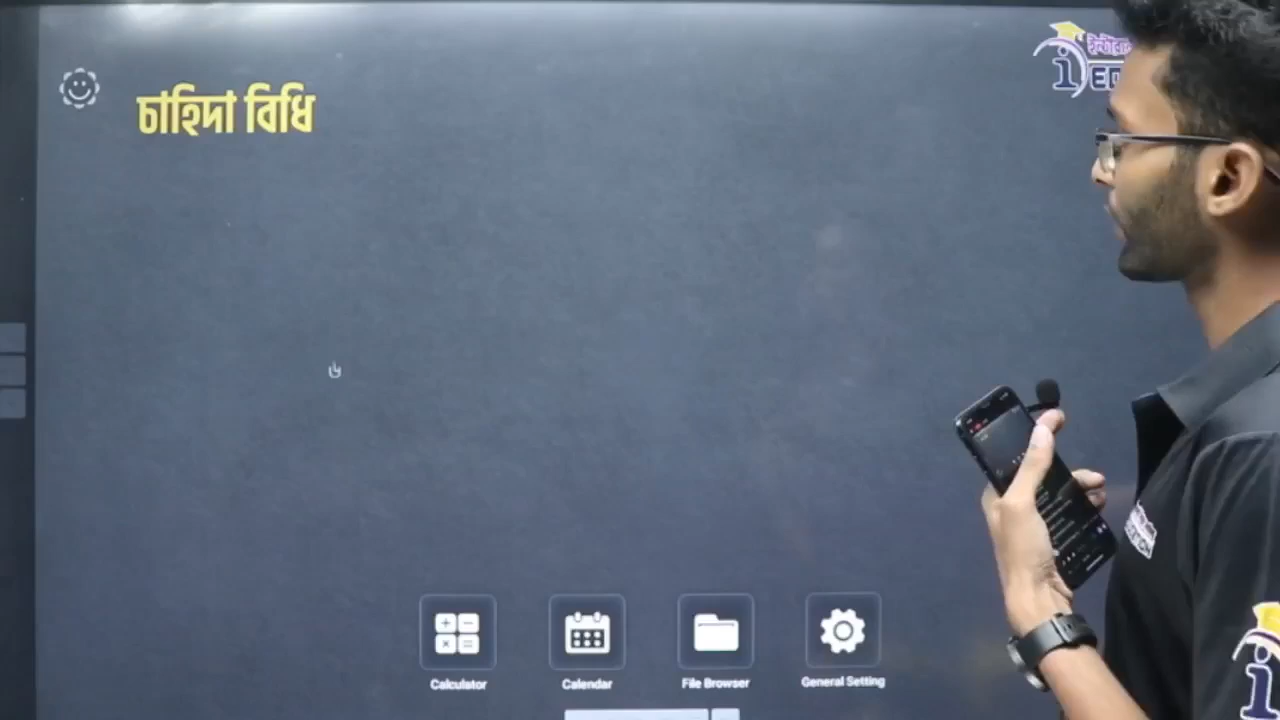 চাহিদা বিধি
Calculator
Calendar
File Browser
General Setting